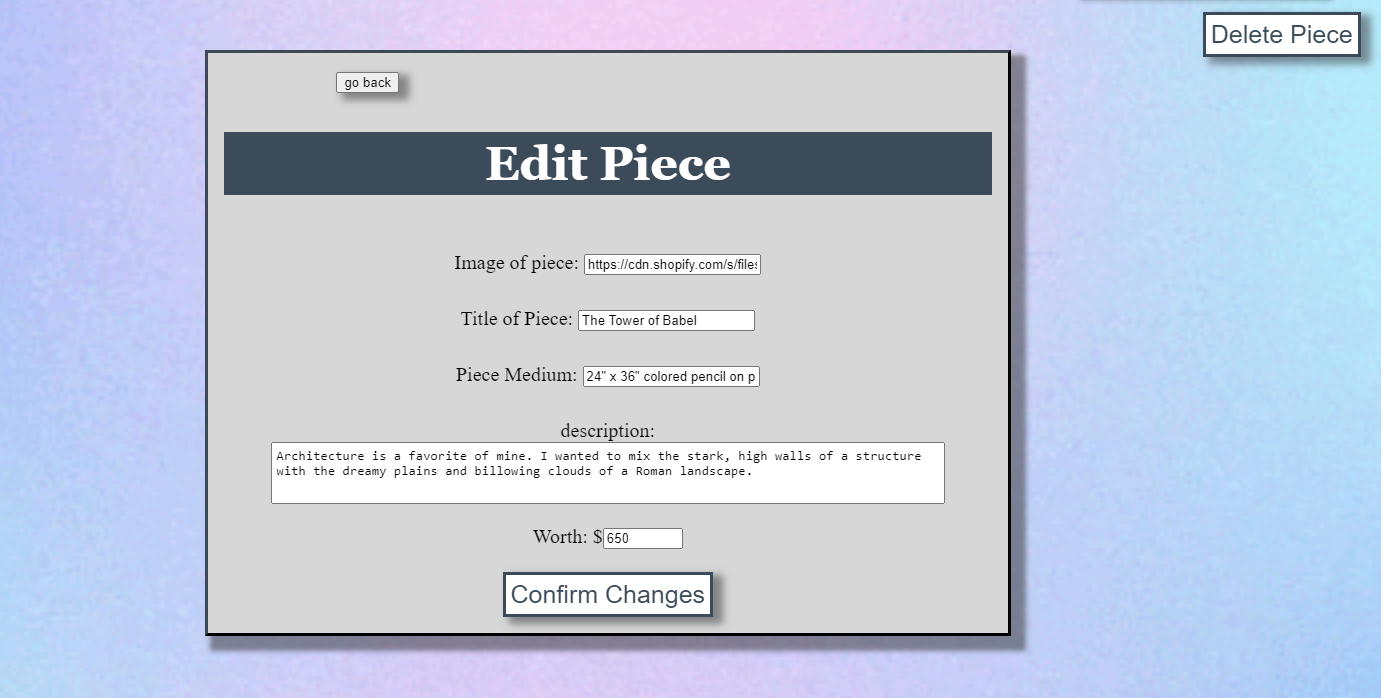 Delete Piece
go back
Edit Piece
Image of piece: https://cdn.shopify.com/s/files
Title of Piece: The Tower of Babel
Piece Medium: 24" x 36" colored pencil on p
description:
Architecture is a favorite of mine. I wanted to mix the stark, high walls of a structure
with the dreamy plains and billowing clouds of a Roman landscape.
Worth: $650
Confirm Changes